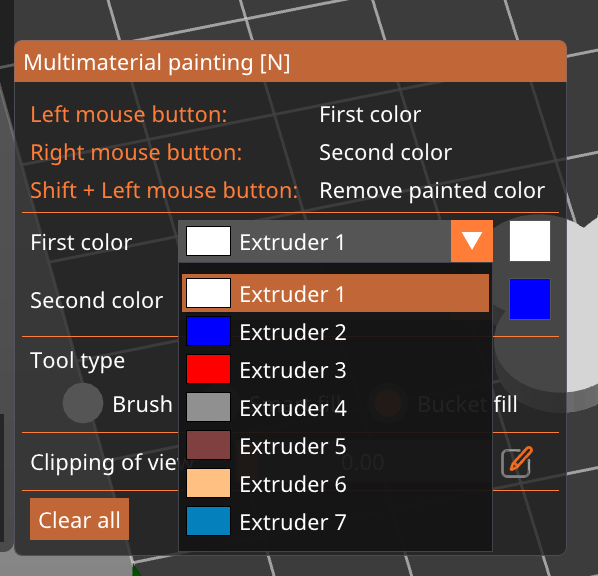 Multimaterial painting [N]
Left mouse button: First color
Right mouse button: Second color
Shift + Left mouse button: Remove painted color
First color Extruder 1
Extruder 1
Second color
Extruder 2
Tool type Extruder 3
Brush Extruder 4 Bucket fill
Extruder 5
Clipping of view 0.00
Extruder 6
Clear all Extruder 7